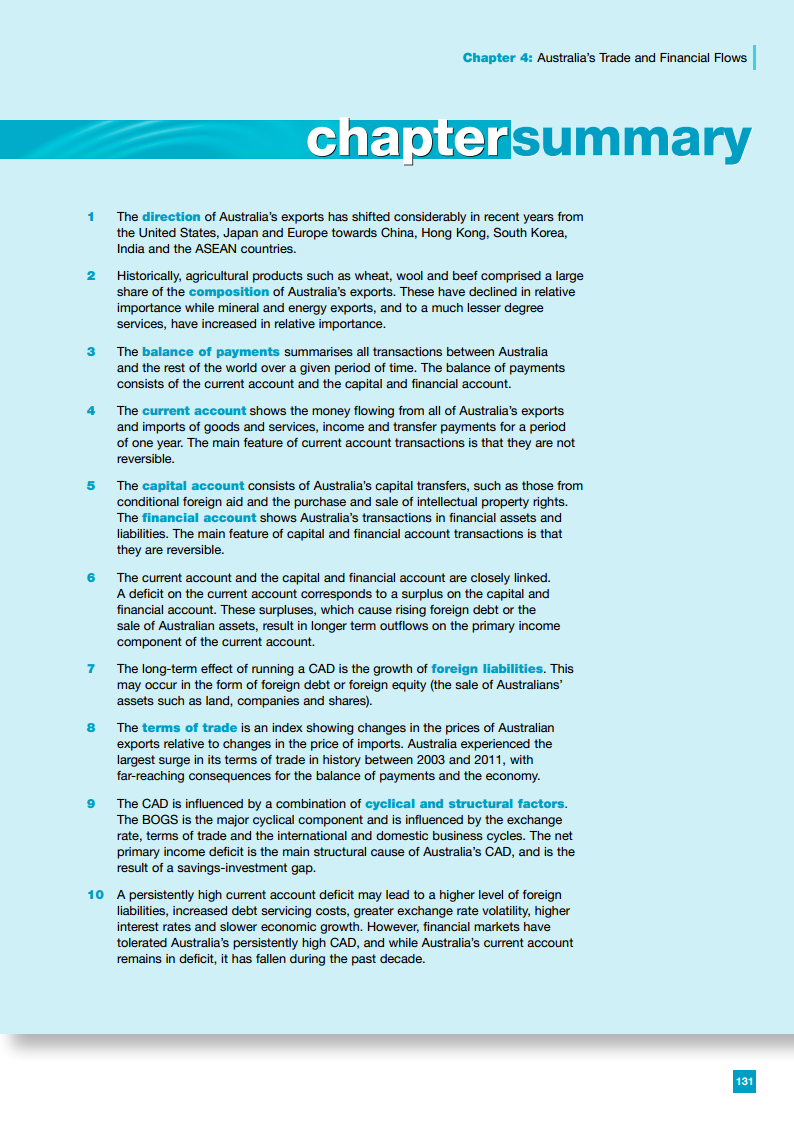 Chapter 4: Australia's Trade and Financial Flows
chaptersummary
1 The direction of Australia's exports has shifted considerably in recent years from
the United States, Japan and Europe towards China, Hong Kong, South Korea,
India and the ASEAN countries.
2 Historically, agricultural products such as wheat, wool and beef comprised a large
share of the composition of Australia's exports. These have declined in relative
importance while mineral and energy exports, and to a much lesser degree
services, have increased in relative importance.
3 The balance of payments summarises all transactions between Australia
and the rest of the world over a given period of time. The balance of payments
consists of the current account and the capital and financial account.
4 The current account shows the money flowing from all of Australia's exports
and imports of goods and services, income and transfer payments for a period
of one year. The main feature of current account transactions is that they are not
reversible.
5 The capital account consists of Australia's capital transfers, such as those from
conditional foreign aid and the purchase and sale of intellectual property rights.
The financial account shows Australia's transactions in financial assets and
liabilities. The main feature of capital and financial account transactions is that
they are reversible.
6 The current account and the capital and financial account are closely linked.
A deficit on the current account corresponds to a surplus on the capital and
financial account. These surpluses, which cause rising foreign debt or the
sale of Australian assets, result in longer term outflows on the primary income
component of the current account.
7 The long-term effect of running a CAD is the growth of foreign liabilities. This
may occur in the form of foreign debt or foreign equity (the sale of Australians'
assets such as land, companies and shares).
8 The terms of trade is an index showing changes in the prices of Australian
exports relative to changes in the price of imports. Australia experienced the
largest surge in its terms of trade in history between 2003 and 2011, with
far-reaching consequences for the balance of payments and the economy.
9 The CAD is influenced by a combination of cyclical and structural factors.
The BOGS is the major cyclical component and is influenced by the exchange
rate, terms of trade and the international and domestic business cycles. The net
primary income deficit is the main structural cause of Australia's CAD, and is the
result of a savings-investment gap.
10 A persistently high current account deficit may lead to a higher level of foreign
liabilities, increased debt servicing costs, greater exchange rate volatility, higher
interest rates and slower economic growth. However, financial markets have
tolerated Australia's persistently high CAD, and while Australia's current account
remains in deficit, it has fallen during the past decade.
131